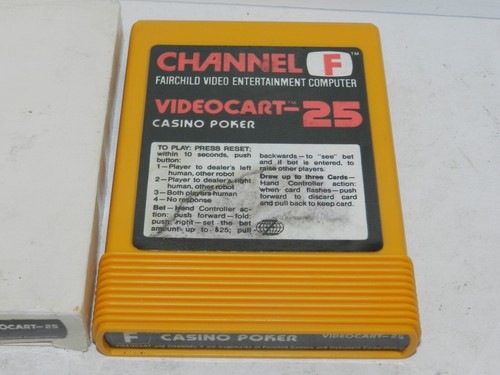 CHANNEL F™
FAIRCHILD VIDEO ENTERTAINMENT COMPUTER
VIDEOCART™-25
CASINO POKER
TO PLAY: PRESS RESET;
within 10 seconds, push
button:
1—Player to dealer's left
human, other robot
2—Player to dealer's right
human, other robot
3—Both players human
4—No response
Bet—Hand Controller ac-
tion: push forward—fold;
push right—set the bet
amount up to $25; pull
backwards—to "see" bet
and if bet is entered, to
raise other players.
Draw up to three Cards—
Hand Controller action:
when card flashes—push
forward to discard card
and pull back to keep card.
F CASINO POKER VIDEOCART-25
OCART-25